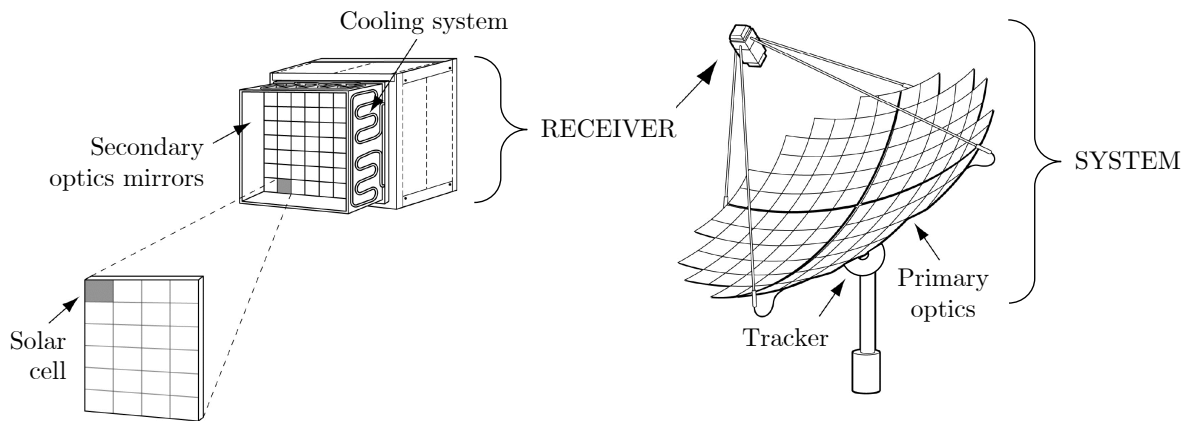 Cooling system
Secondary
optics mirrors
RECEIVER
SYSTEM
Solar
cell
Primary
optics
Tracker